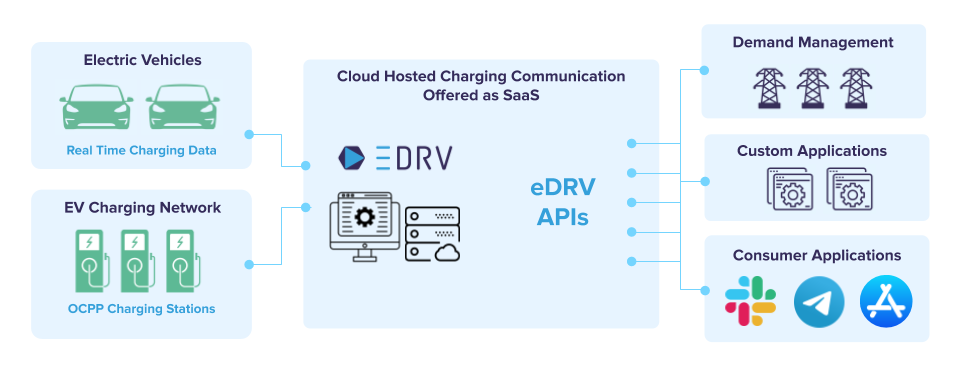 Electric Vehicles
Real Time Charging Data
EV Charging Network
OCPP Charging Stations
Cloud Hosted Charging Communication
Offered as SaaS
EDRV
eDRV
APIs
Demand Management
Custom Applications
Consumer Applications